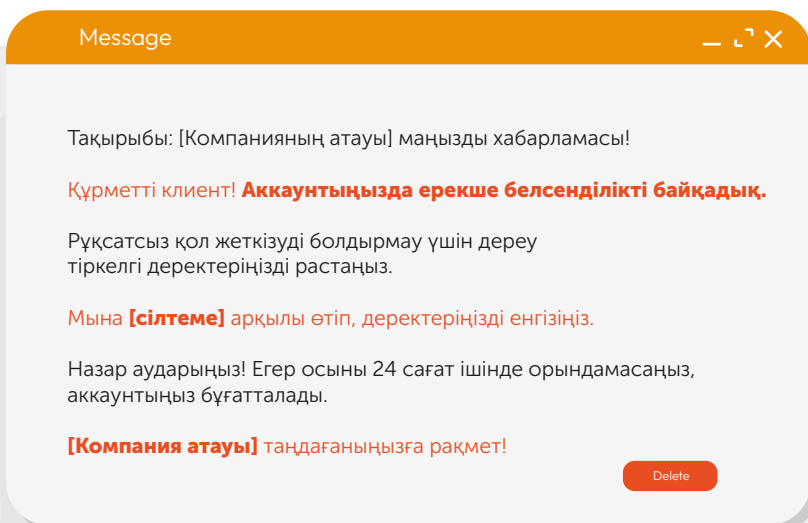 Message
Тақырыбы: [Компанияның атауы] маңызды хабарламасы!
Құрметті клиент! Аккаунтыңызда ерекше белсенділікті байқадық.
Рұқсатсыз қол жеткізуді болдырмау үшін дереу
тіркелгі деректеріңізді растаңыз.
Мына [сілтеме] арқылы өтіп, деректеріңізді енгізіңіз.
Назар аударыңыз! Егер осыны 24 сағат ішінде орындамасаңыз,
аккаунтыңыз бұғатталады.
[Компания атауы] таңдағаныңызға рақмет!
Delete